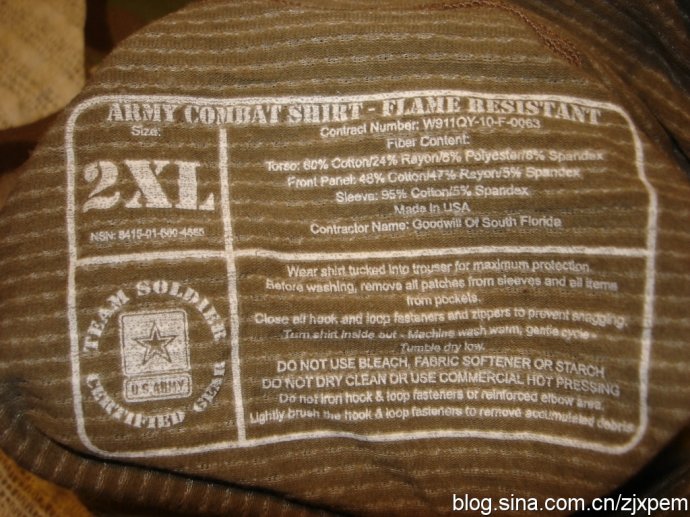 ARMY COMBAT SHIRT - FLAME RESISTANT
Size:
2XL
NSN: 8415-01-580-4565
Contract Number: W911QY-10-F-0063
Fiber Content:
Torso: 60% Cotton/24% Rayon/8% Polyester/8% Spandex
Front Panel: 48% Cotton/47% Rayon/5% Spandex
Sleeve: 95% Cotton/5% Spandex
Made in USA
Contractor Name: Goodwill Of South Florida
TEAM SOLDIER
U.S. ARMY
CERTIFIED GEAR
Wear shirt tucked into trouser for maximum protection.
Before washing, remove all patches from sleeves and all items
from pockets.
Close all hook and loop fasteners and zippers to prevent snagging.
Turn shirt inside out - Machine wash warm, gentle cycle -
Tumble dry low.
DO NOT USE BLEACH, FABRIC SOFTENER OR STARCH
DO NOT DRY CLEAN OR USE COMMERCIAL HOT PRESSING
Do not iron hook & loop fasteners or reinforced elbow area.
Lightly brush the hook & loop fasteners to remove accumulated debris
blog.sina.com.cn/zjxpem